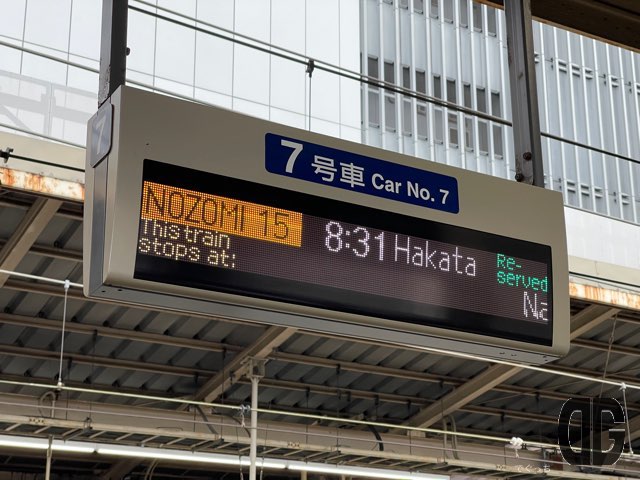 7
7号車 Car No. 7
NOZOMI 15 8:31 Hakata Re-
served
This train
stops at:
Na
DG